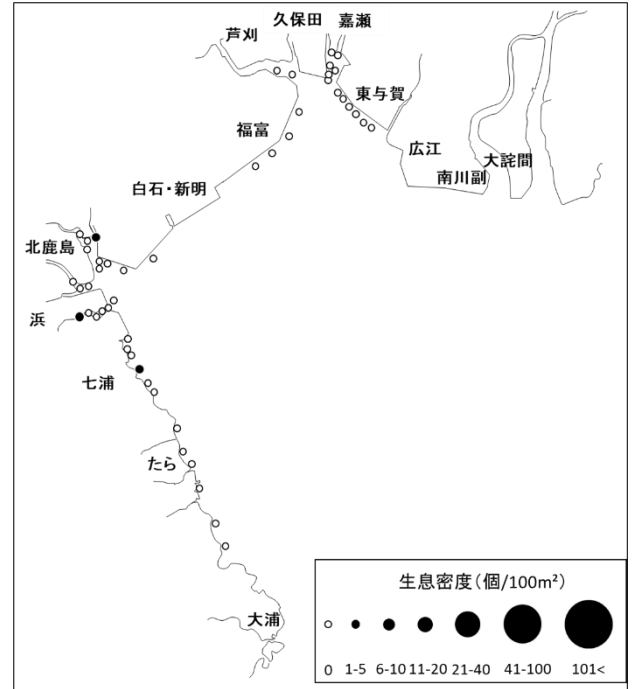 久保田 嘉瀬
芦刈
東与賀
福富
広江
大詫間
南川副
白石・新明
北鹿島
浜
七浦
たら
大浦
生息密度(個/100m²)
0 1-5 6-10 11-20 21-40 41-100 101<